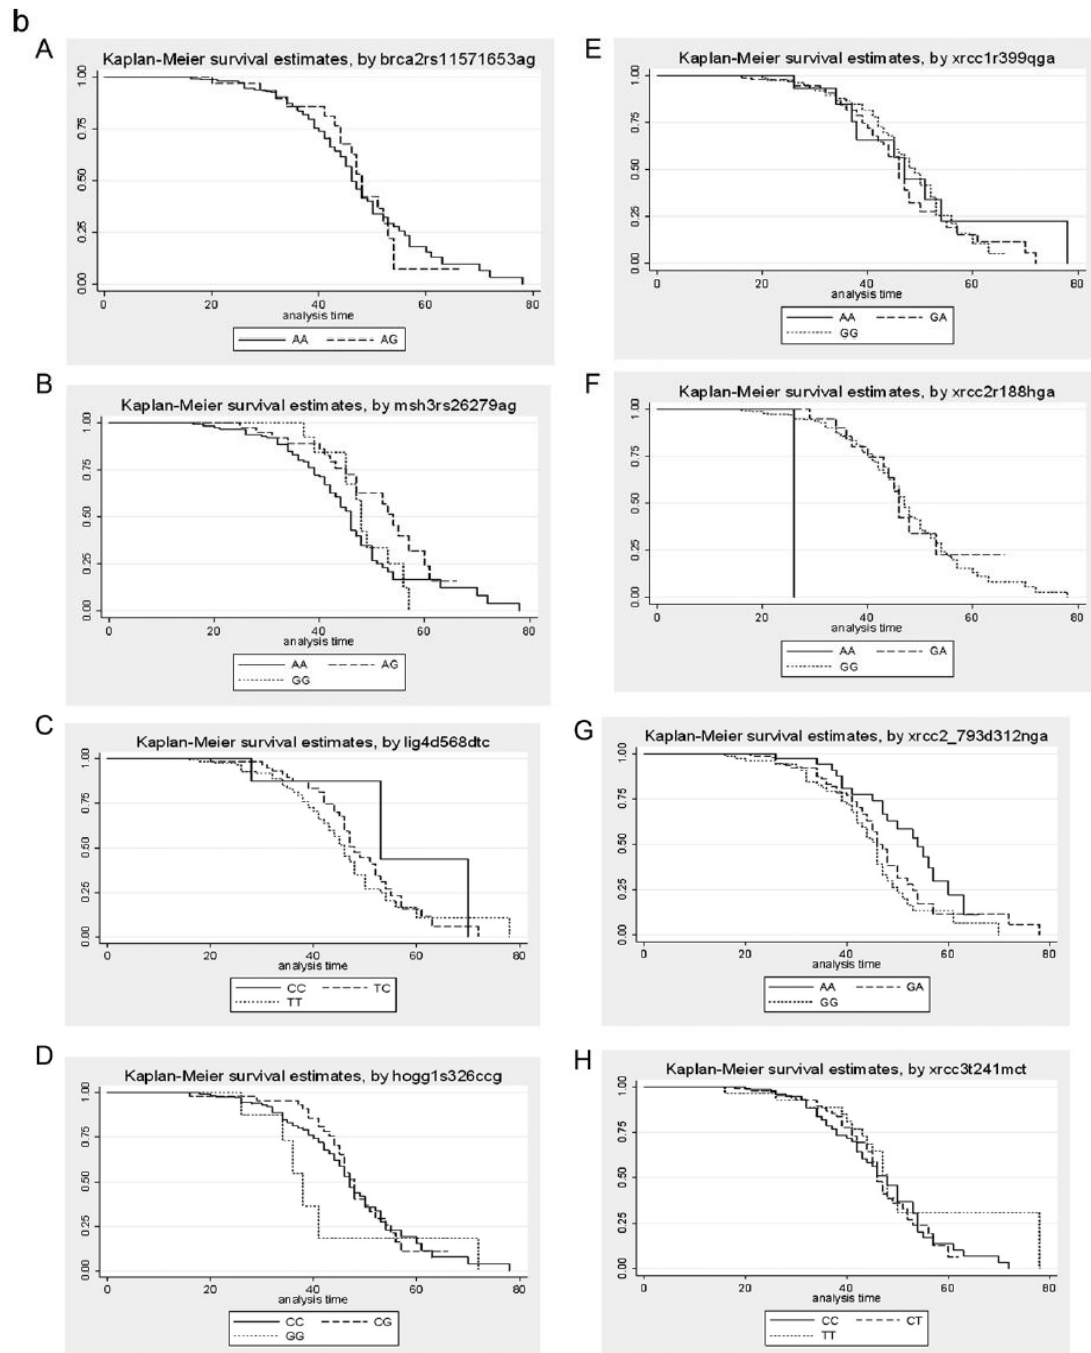 b
A
Kaplan-Meier survival estimates, by brca2rs11571653ag
1.00
0.75
0.50
0.25
0.00
0 20 40 60 80
analysis time
AA AG
B
Kaplan-Meier survival estimates, by msh3rs26279ag
1.00
0.75
0.50
0.25
0.00
0 20 40 60 80
analysis time
AA AG
GG
C
Kaplan-Meier survival estimates, by lig4d568dtc
1.00
0.75
0.50
0.25
0.00
0 20 40 60 80
analysis time
CC TC
TT
D
Kaplan-Meier survival estimates, by hogg1s326ccg
1.00
0.75
0.50
0.25
0.00
0 20 40 60 80
analysis time
CC CG
GG
E
Kaplan-Meier survival estimates, by xrcc1r399qga
1.00
0.75
0.50
0.25
0.00
0 20 40 60 80
analysis time
AA GA
GG
F
Kaplan-Meier survival estimates, by xrcc2r188hga
1.00
0.75
0.50
0.25
0.00
0 20 40 60 80
analysis time
AA GA
GG
G
Kaplan-Meier survival estimates, by xrcc2_793d312nga
1.00
0.75
0.50
0.25
0.00
0 20 40 60 80
analysis time
AA GA
GG
H
Kaplan-Meier survival estimates, by xrcc3t241mct
1.00
0.75
0.50
0.25
0.00
0 20 40 60 80
analysis time
CC CT
TT